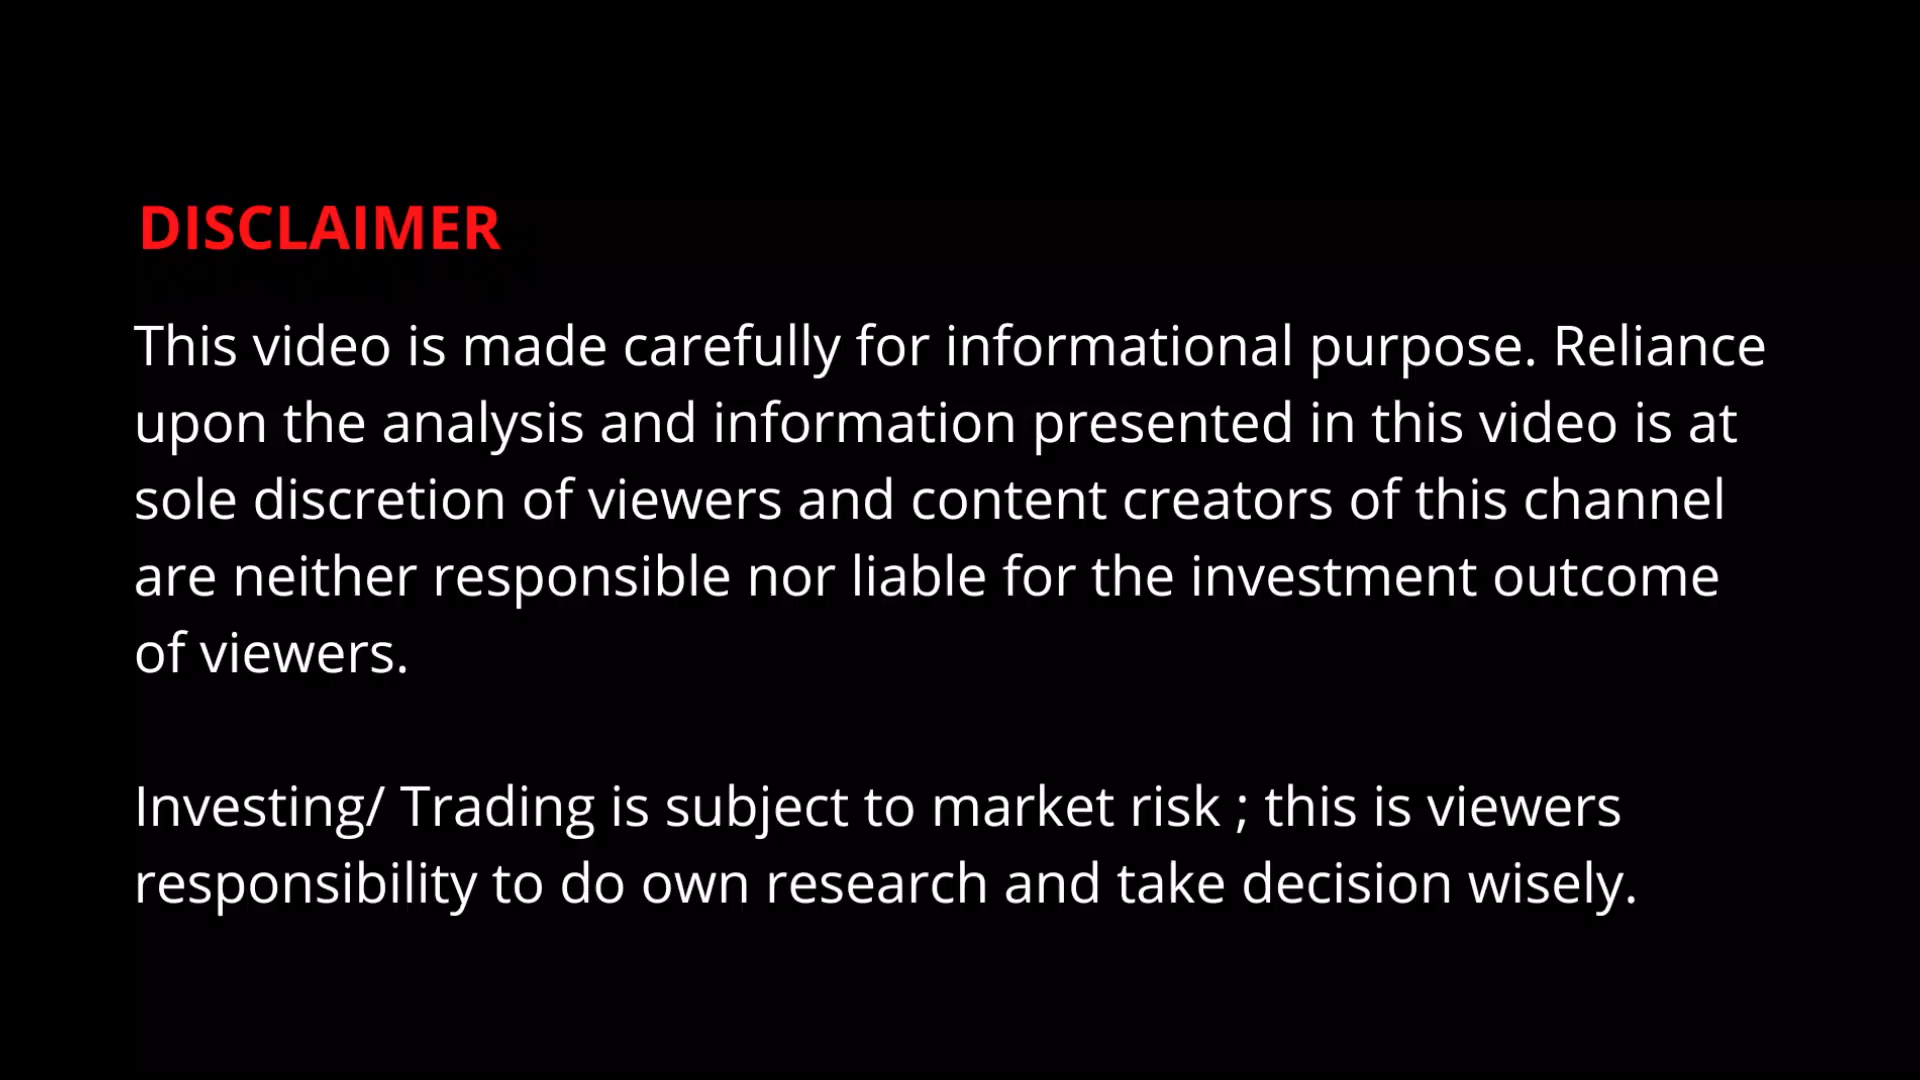 DISCLAIMER
This video is made carefully for informational purpose. Reliance
upon the analysis and information presented in this video is at
sole discretion of viewers and content creators of this channel
are neither responsible nor liable for the investment outcome
of viewers.
Investing/ Trading is subject to market risk ; this is viewers
responsibility to do own research and take decision wisely.